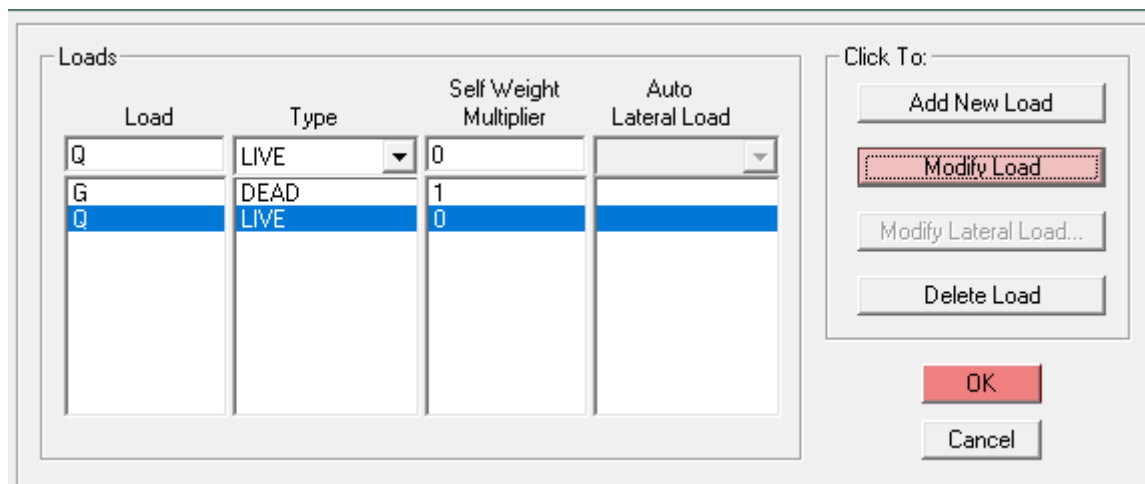 Loads
Click To:
Load Type Self Weight Multiplier Auto Lateral Load
Q LIVE 0
G DEAD 1
Q LIVE 0
Add New Load
Modify Load
Modify Lateral Load...
Delete Load
OK
Cancel